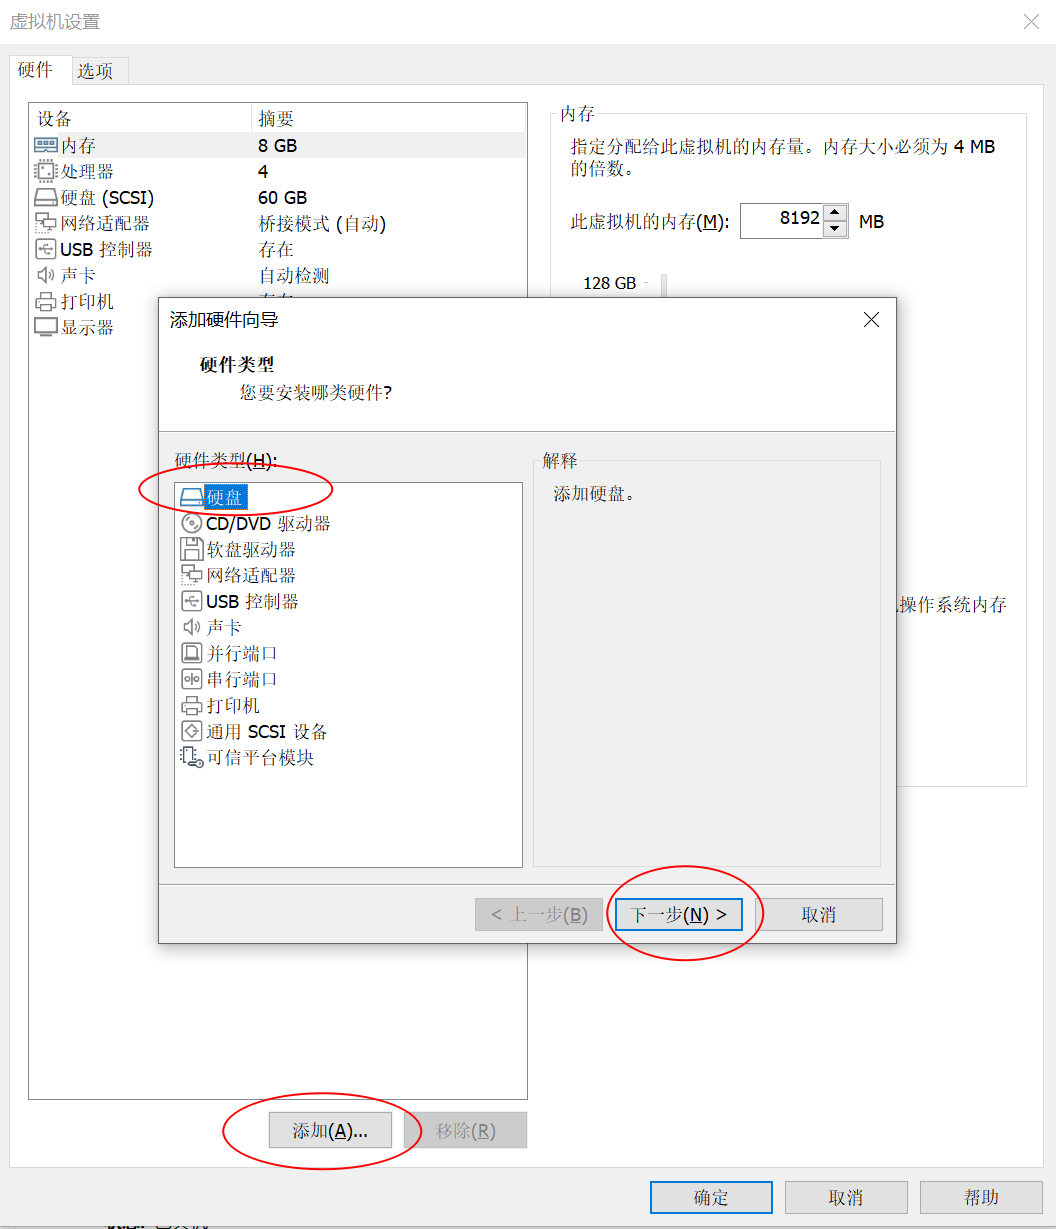 虚拟机设置
硬件 选项
设备 摘要
内存 8 GB
处理器 4
硬盘 (SCSI) 60 GB
网络适配器 桥接模式 (自动)
USB 控制器 存在
声卡 自动检测
打印机
显示器
内存
指定分配给此虚拟机的内存量。内存大小必须为 4 MB
的倍数。
此虚拟机的内存(M): 8192 MB
128 GB
操作系统内存
添加硬件向导
硬件类型
您要安装哪类硬件?
硬件类型(H):
硬盘
CD/DVD 驱动器
软盘驱动器
网络适配器
USB 控制器
声卡
并行端口
串行端口
打印机
通用 SCSI 设备
可信平台模块
解释
添加硬盘。
< 上一步(B) 下一步(N) > 取消
添加(A)... 移除(R)
确定 取消 帮助